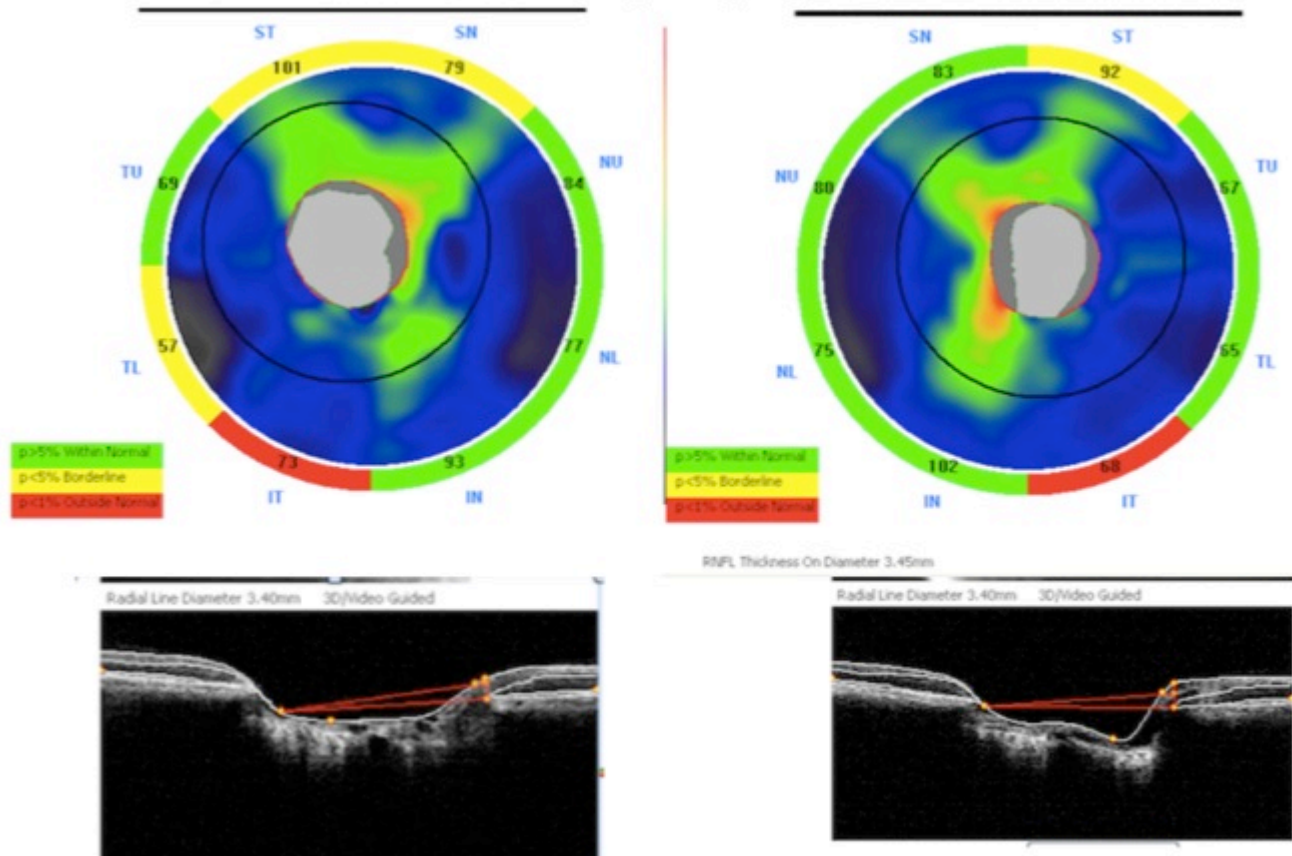 ST SN
101 79
TU 69 84 NU
TL 57 77 NL
73 93
IT IN
p>5% Within Normal
p<5% Borderline
p<1% Outside Normal
SN ST
83 92
NU 80 67 TU
NL 75 65 TL
102 68
IN IT
p>5% Within Normal
p<5% Borderline
p<1% Outside Normal
RNFL Thickness On Diameter 3.45mm
Radial Line Diameter 3.40mm 3D/Video Guided
Radial Line Diameter 3.40mm 3D/Video Guided